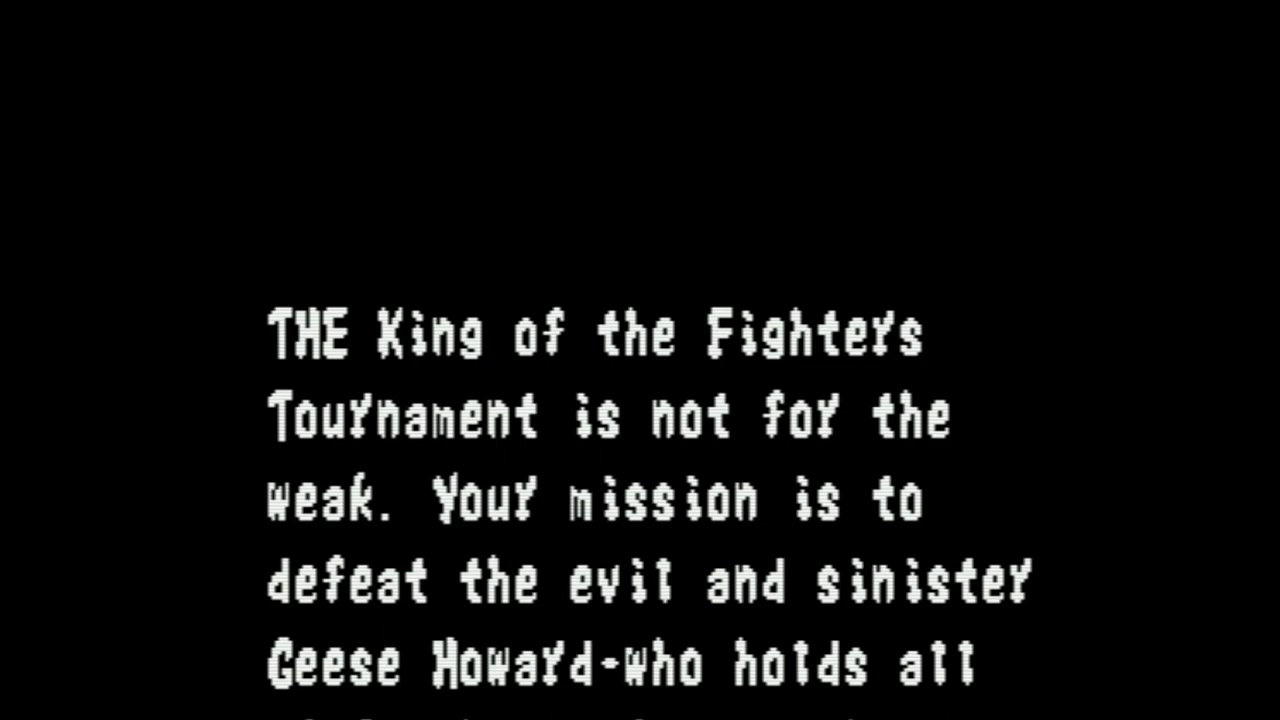 THE King of the Fighters
Tournament is not for the
weak. Your mission is to
defeat the evil and sinister
Geese Howard-who holds all